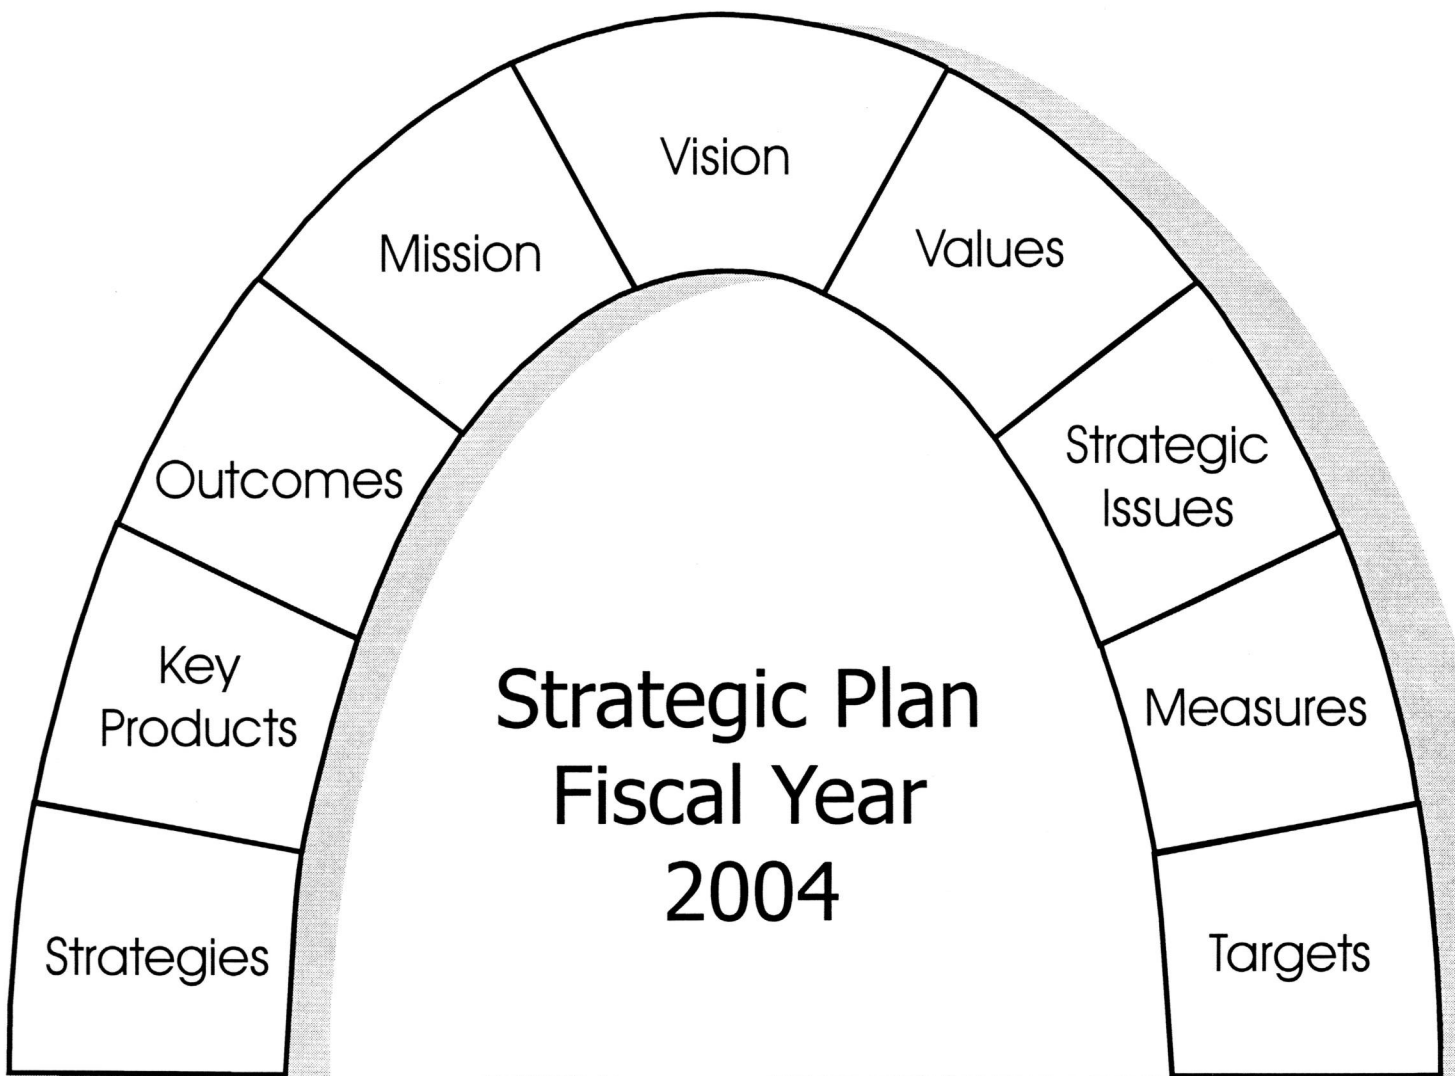 Vision
Mission
Values
Outcomes
Strategic
Issues
Key
Products
Measures
Strategies
Targets
Strategic Plan
Fiscal Year
2004